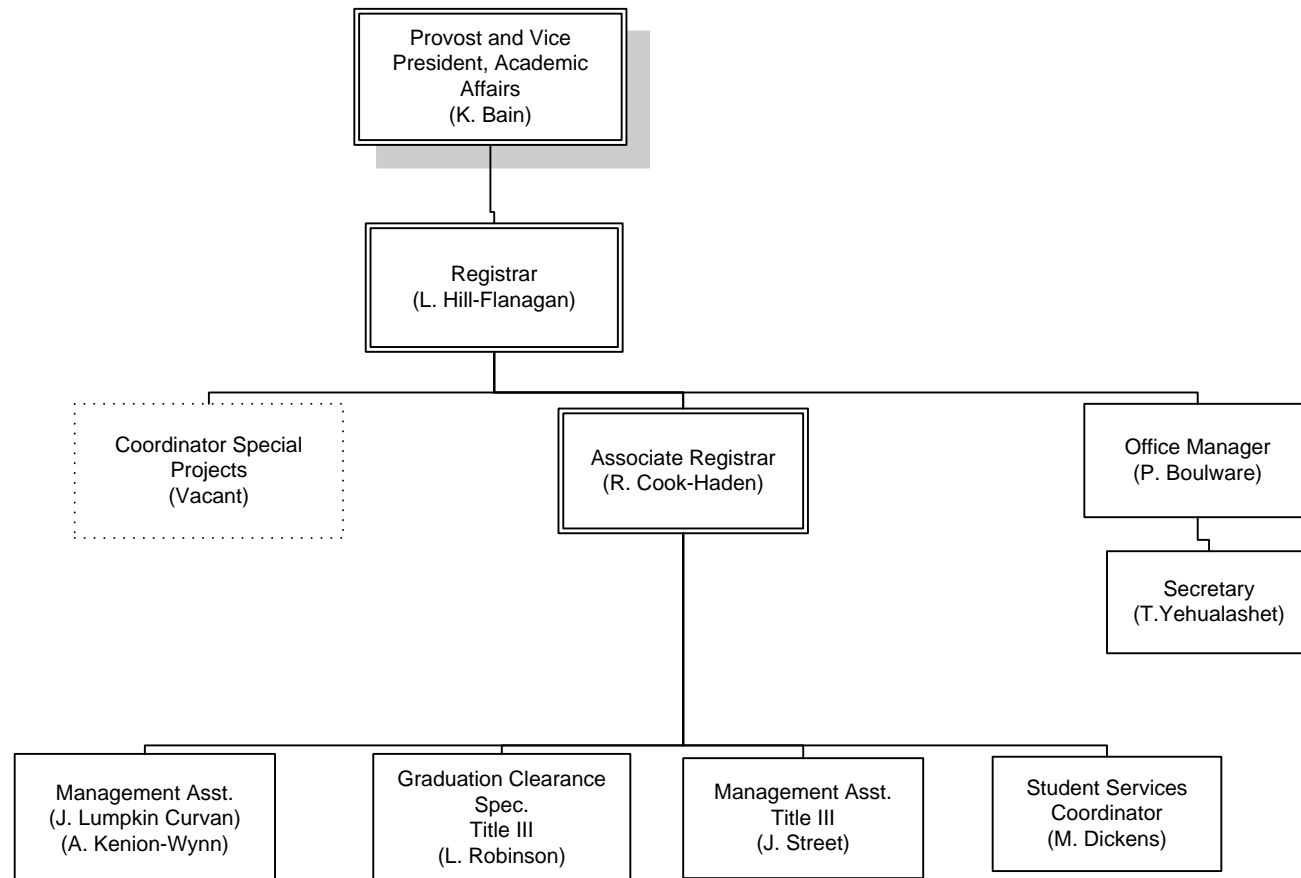 Provost and Vice
President, Academic
Affairs
(K. Bain)
Registrar
(L. Hill-Flanagan)
Coordinator Special
Projects
(Vacant)
Associate Registrar
(R. Cook-Haden)
Office Manager
(P. Boulware)
Secretary
(T.Yehualashet)
Management Asst.
(J. Lumpkin Curvan)
(A. Kenion-Wynn)
Graduation Clearance
Spec.
Title III
(L. Robinson)
Management Asst.
Title III
(J. Street)
Student Services
Coordinator
(M. Dickens)